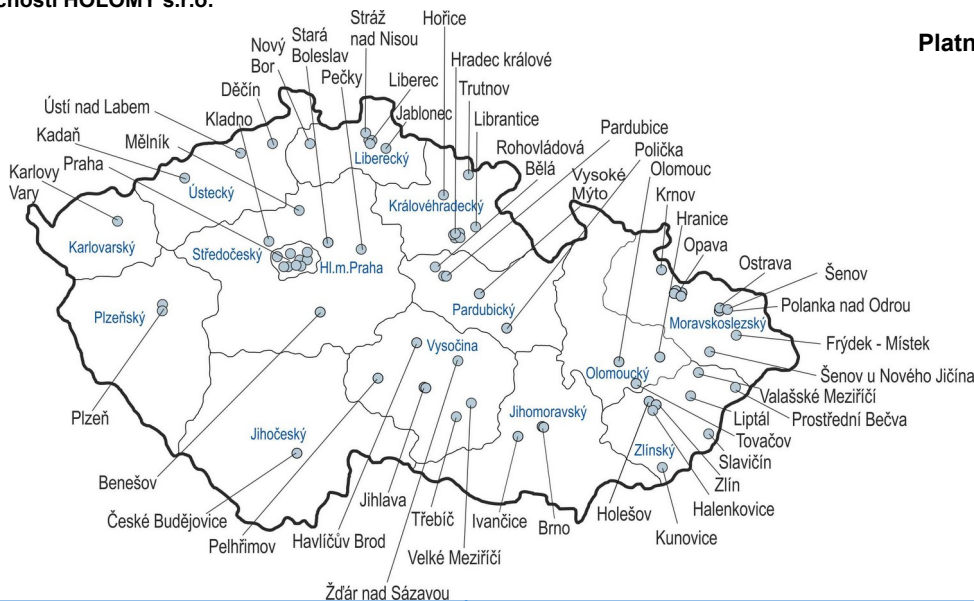 HOLOMÝ s.r.o.
Platn
Hořice
Stráž
nad Nisou
Stará
Boleslav
Nový
Bor
Hradec králové
Pečky
Liberec
Trutnov
Děčín
Jablonec
Ústí nad Labem
Librantice
Kladno
Kadaň
Mělník
Pardubice
Rohovládová
Bělá
Polička
Praha
Liberecký
Olomouc
Karlovy
Vary
Vysoké
Mýto
Ústecký
Krnov
Královéhradecký
Hranice
Opava
Karlovarský
Středočeský
Hl.m.Praha
Ostrava
Šenov
Pardubický
Polanka nad Odrou
Plzeňský
Moravskoslezský
Frýdek - Místek
Vysočina
Olomoucký
Šenov u Nového Jičína
Valašské Meziříčí
Plzeň
Jihomoravský
Liptál
Prostřední Bečva
Jihočeský
Tovačov
Zlínský
Slavičín
Benešov
Zlín
Jihlava
Halenkovice
České Budějovice
Třebíč
Ivančice
Holešov
Brno
Pelhřimov
Havlíčův Brod
Kunovice
Velké Meziříčí
Žďár nad Sázavou